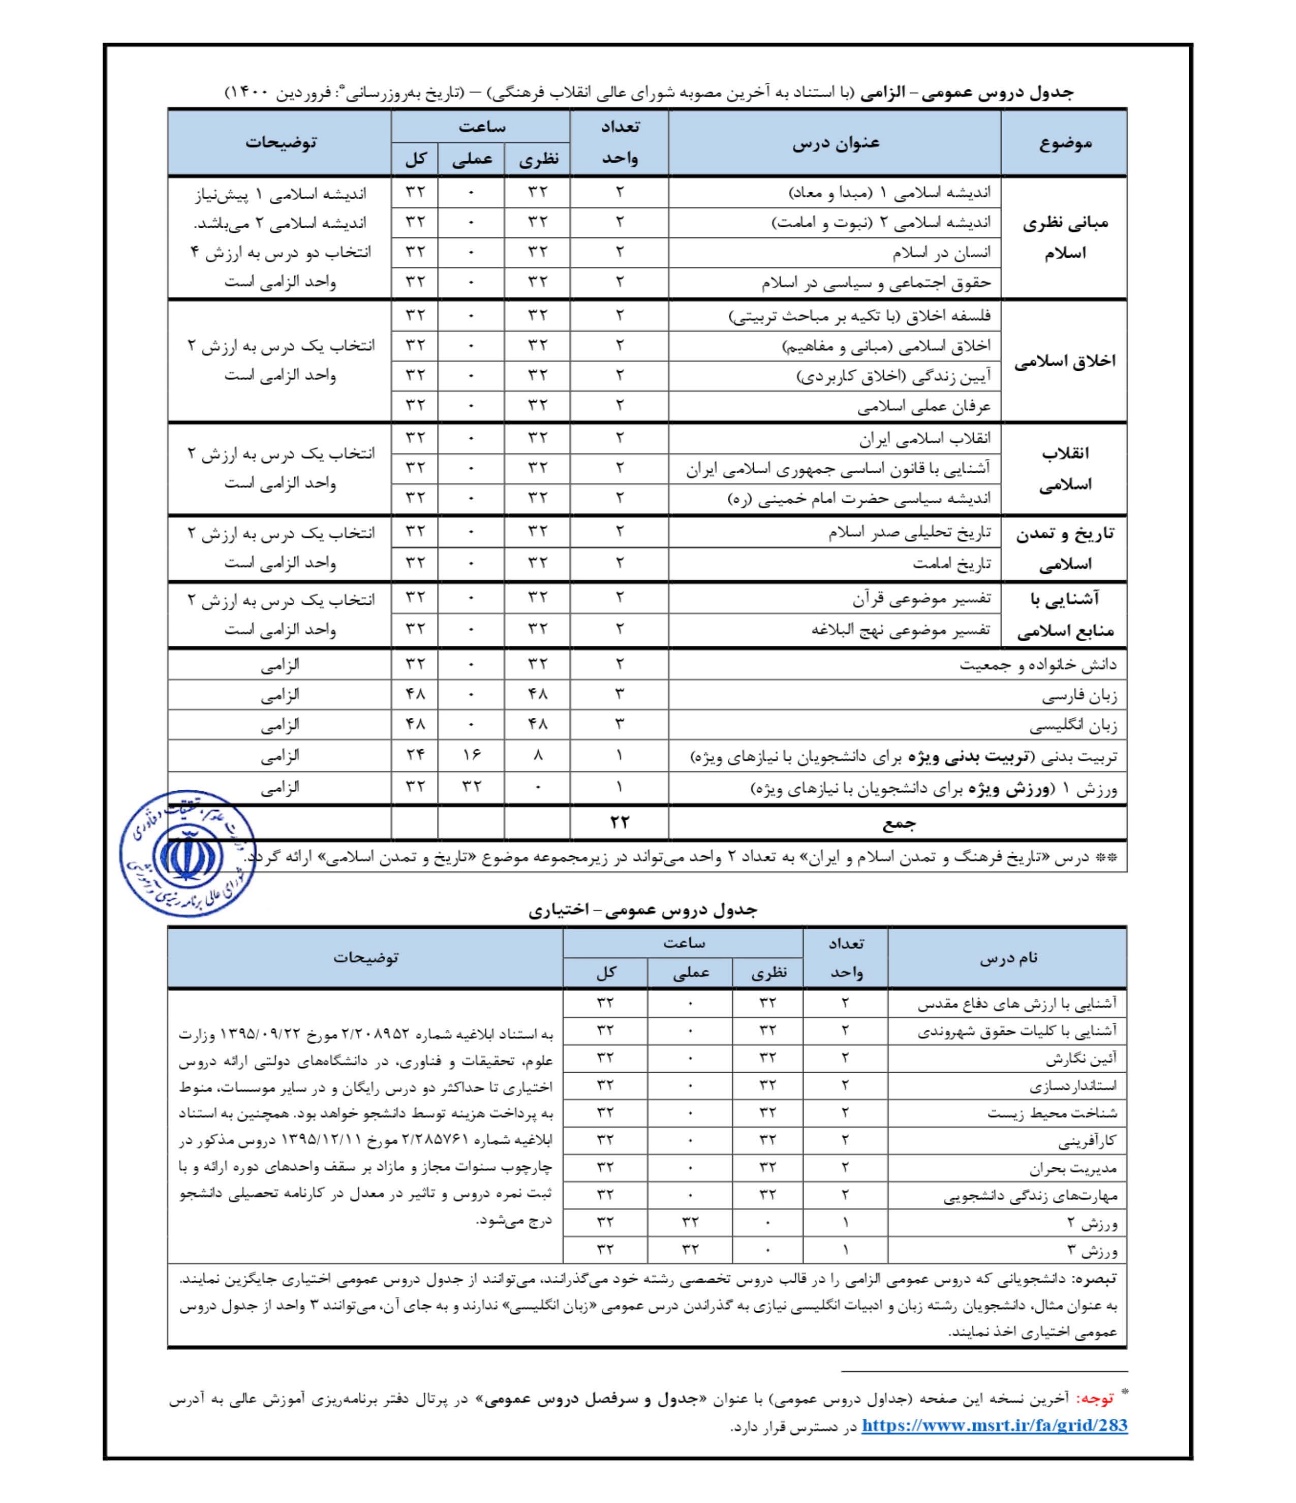 جدول دروس عمومی – الزامی (با استناد به آخرین مصوبه شورای عالی انقلاب فرهنگی) – (تاریخ به‌روزرسانی*: فروردین ۱۴۰۰)
موضوع عنوان درس تعداد واحد ساعت توضیحات
نظری عملی کل
مبانی نظری اسلام
اندیشه اسلامی ۱ (مبدا و معاد) ۲ ۳۲ ۰ ۳۲
اندیشه اسلامی ۲ (نبوت و امامت) ۲ ۳۲ ۰ ۳۲
انسان در اسلام ۲ ۳۲ ۰ ۳۲
حقوق اجتماعی و سیاسی در اسلام ۲ ۳۲ ۰ ۳۲
اندیشه اسلامی ۱ پیش‌نیاز
اندیشه اسلامی ۲ می‌باشد.
انتخاب دو درس به ارزش ۴
واحد الزامی است
اخلاق اسلامی
فلسفه اخلاق (با تکیه بر مباحث تربیتی) ۲ ۳۲ ۰ ۳۲
اخلاق اسلامی (مبانی و مفاهیم) ۲ ۳۲ ۰ ۳۲
آیین زندگی (اخلاق کاربردی) ۲ ۳۲ ۰ ۳۲
عرفان عملی اسلامی ۲ ۳۲ ۰ ۳۲
انتخاب یک درس به ارزش ۲
واحد الزامی است
انقلاب اسلامی
انقلاب اسلامی ایران ۲ ۳۲ ۰ ۳۲
آشنایی با قانون اساسی جمهوری اسلامی ایران ۲ ۳۲ ۰ ۳۲
اندیشه سیاسی حضرت امام خمینی (ره) ۲ ۳۲ ۰ ۳۲
انتخاب یک درس به ارزش ۲
واحد الزامی است
تاریخ و تمدن اسلامی
تاریخ تحلیلی صدر اسلام ۲ ۳۲ ۰ ۳۲
تاریخ امامت ۲ ۳۲ ۰ ۳۲
انتخاب یک درس به ارزش ۲
واحد الزامی است
آشنایی با منابع اسلامی
تفسیر موضوعی قرآن ۲ ۳۲ ۰ ۳۲
تفسیر موضوعی نهج البلاغه ۲ ۳۲ ۰ ۳۲
انتخاب یک درس به ارزش ۲
واحد الزامی است
دانش خانواده و جمعیت ۲ ۳۲ ۰ ۳۲ الزامی
زبان فارسی ۳ ۴۸ ۰ ۴۸ الزامی
زبان انگلیسی ۳ ۴۸ ۰ ۴۸ الزامی
تربیت بدنی (تربیت بدنی ویژه برای دانشجویان با نیازهای ویژه) ۱ ۸ ۱۶ ۲۴ الزامی
ورزش ۱ (ورزش ویژه برای دانشجویان با نیازهای ویژه) ۱ ۰ ۳۲ ۳۲ الزامی
جمع ۲۲
** درس «تاریخ فرهنگ و تمدن اسلام و ایران» به تعداد ۲ واحد می‌تواند در زیرمجموعه موضوع «تاریخ و تمدن اسلامی» ارائه گردد.
وزارت علوم، تحقیقات و فناوری
شورای عالی برنامه ریزی آموزشی
جدول دروس عمومی – اختیاری
نام درس تعداد واحد ساعت توضیحات
نظری عملی کل
آشنایی با ارزش های دفاع مقدس ۲ ۳۲ ۰ ۳۲
آشنایی با کلیات حقوق شهروندی ۲ ۳۲ ۰ ۳۲
آئین نگارش ۲ ۳۲ ۰ ۳۲
استانداردسازی ۲ ۳۲ ۰ ۳۲
شناخت محیط زیست ۲ ۳۲ ۰ ۳۲
کارآفرینی ۲ ۳۲ ۰ ۳۲
مدیریت بحران ۲ ۳۲ ۰ ۳۲
مهارت‌های زندگی دانشجویی ۲ ۳۲ ۰ ۳۲
ورزش ۲ ۱ ۰ ۳۲ ۳۲
ورزش ۳ ۱ ۰ ۳۲ ۳۲
به استناد ابلاغیه شماره ۲/۲۰۸۹۵۲ مورخ ۱۳۹۵/۰۹/۲۲ وزارت
علوم، تحقیقات و فناوری، در دانشگاه‌های دولتی ارائه دروس
اختیاری تا حداکثر دو درس رایگان و در سایر موسسات، منوط
به پرداخت هزینه توسط دانشجو خواهد بود. همچنین به استناد
ابلاغیه شماره ۲/۲۸۵۷۶۱ مورخ ۱۳۹۵/۱۲/۱۱ دروس مذکور در
چارچوب سنوات مجاز و مازاد بر سقف واحدهای دوره ارائه و با
ثبت نمره دروس و تاثیر در معدل در کارنامه تحصیلی دانشجو
درج می‌شود.
تبصره: دانشجویانی که دروس عمومی الزامی را در قالب دروس تخصصی رشته خود می‌گذرانند، می‌توانند از جدول دروس عمومی اختیاری جایگزین نمایند.
به عنوان مثال، دانشجویان رشته زبان و ادبیات انگلیسی نیازی به گذراندن درس عمومی «زبان انگلیسی» ندارند و به جای آن، می‌توانند ۳ واحد از جدول دروس
عمومی اختیاری اخذ نمایند.
* توجه: آخرین نسخه این صفحه (جداول دروس عمومی) با عنوان «جدول و سرفصل دروس عمومی» در پرتال دفتر برنامه‌ریزی آموزش عالی به آدرس
https://www.msrt.ir/fa/grid/283 در دسترس قرار دارد.